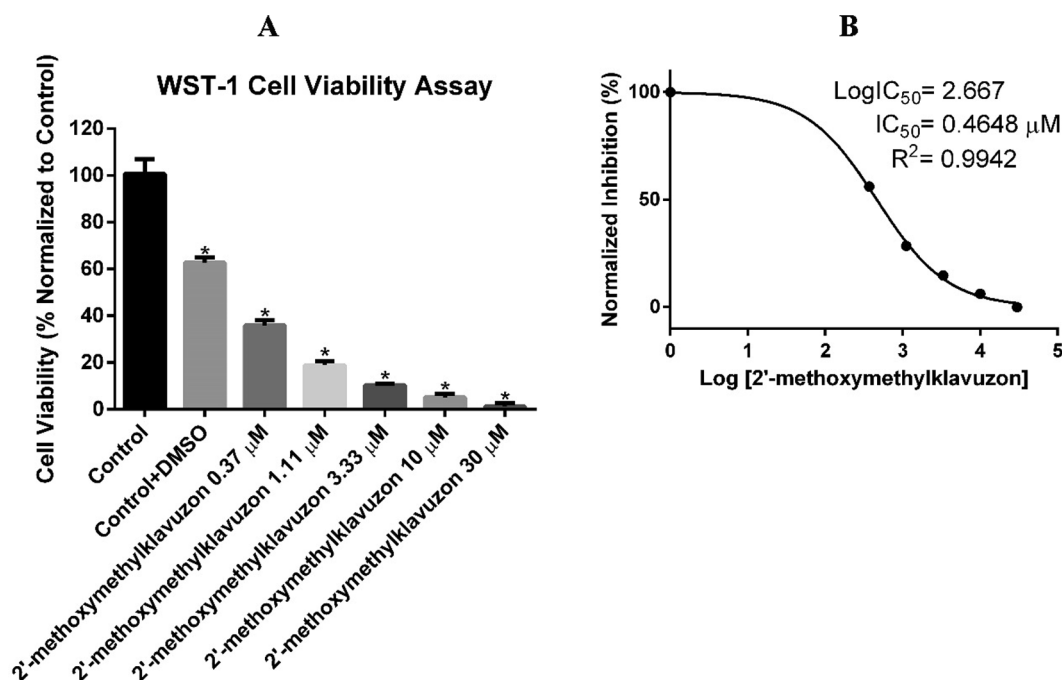 A
WST-1 Cell Viability Assay
Cell Viability (% Normalized to Control)
120
100
80
60
40
20
0
*
*
*
*
*
*
Control
Control+DMSO
2'-methoxymethylklavuzon 0.37 μM
2'-methoxymethylklavuzon 1.11 μM
2'-methoxymethylklavuzon 3.33 μM
2'-methoxymethylklavuzon 10 μM
2'-methoxymethylklavuzon 30 μM
B
Normalized Inhibition (%)
100
50
0
LogIC50= 2.667
IC50= 0.4648 μM
R2= 0.9942
0
1
2
3
4
5
Log [2'-methoxymethylklavuzon]